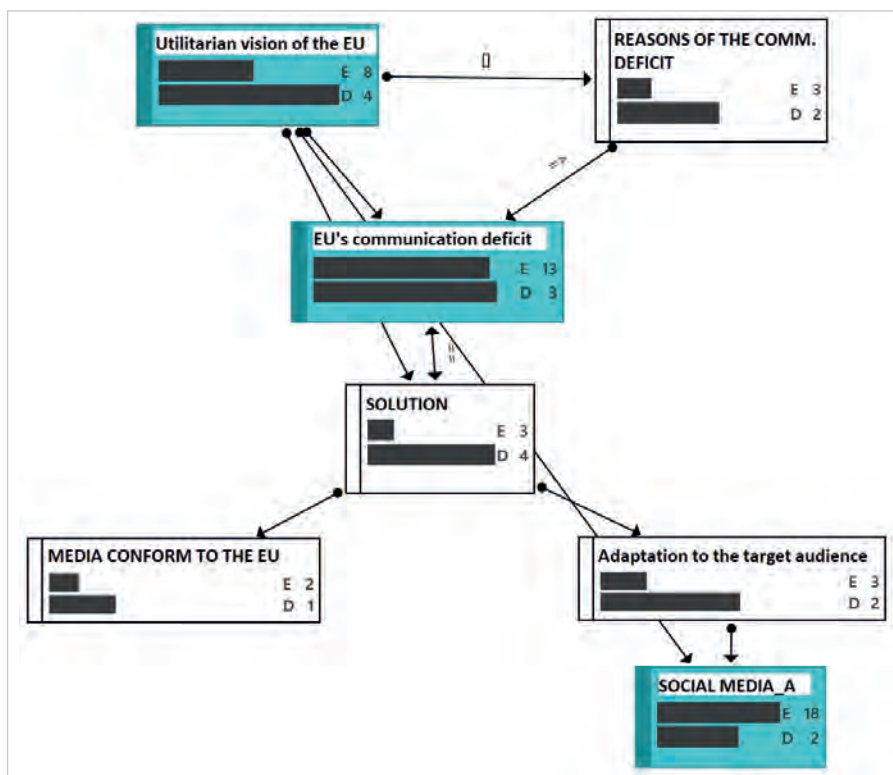 Utilitarian vision of the EU
E 8
D 4
[]
REASONS OF THE COMM.
DEFICIT
E 3
D 2
=>
EU's communication deficit
E 13
D 3
==
SOLUTION
E 3
D 4
MEDIA CONFORM TO THE EU
E 2
D 1
Adaptation to the target audience
E 3
D 2
SOCIAL MEDIA_A
E 18
D 2